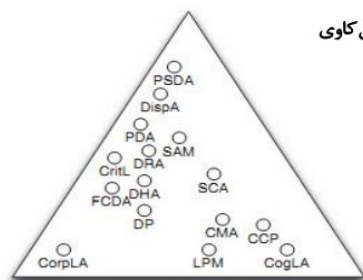 کاوی
PSDA
DispA
PDA
SAM
DRA
CritL
SCA
DHA
FCDA
DP
CMA
CCP
CorpLA
LPM
CogLA